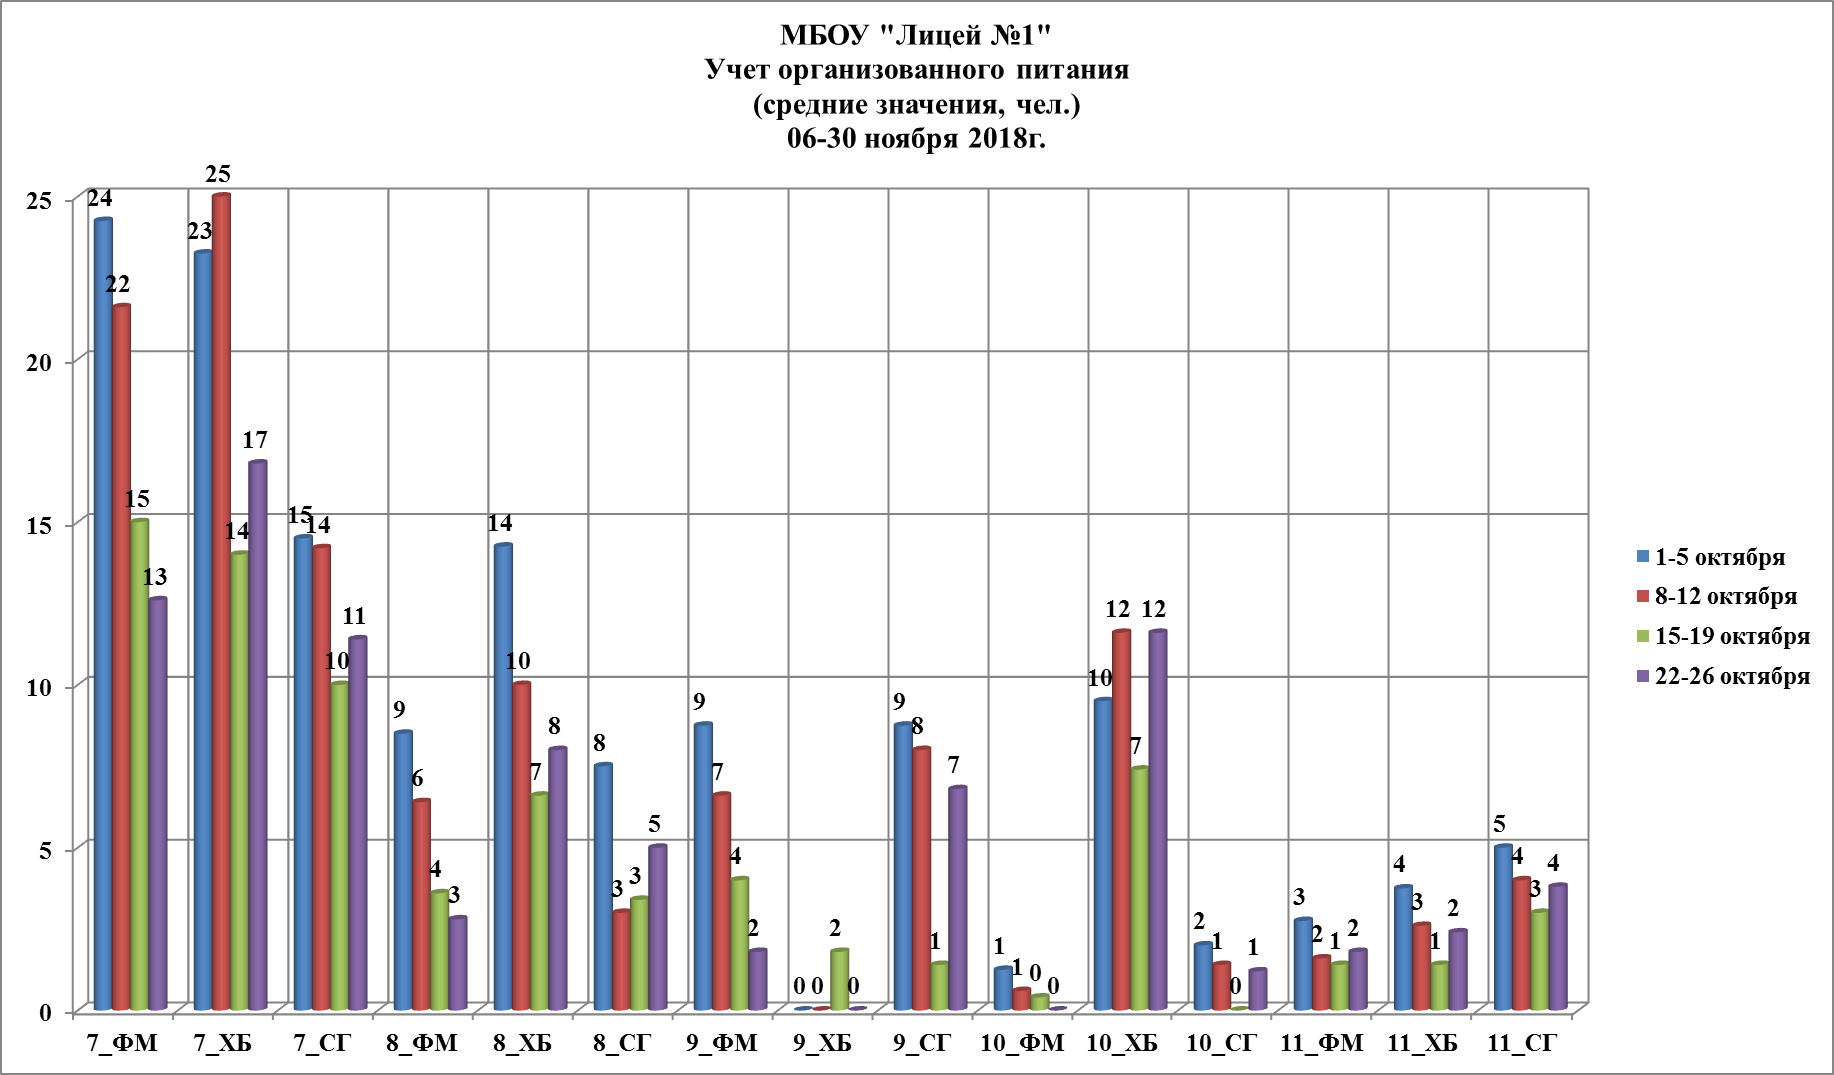 МБОУ "Лицей №1"
Учет организованного питания
(средние значения, чел.)
06-30 ноября 2018г.
25
20
15
10
5
0
24 22 15 13
23 25 14 17
15 14 10 11
9 6 4 3
14 10 7 8
8 3 3 5
9 7 4 2
0 0 2 0
9 8 1 7
1 1 0 0
10 12 7 12
2 1 0 1
3 2 1 2
4 3 1 2
5 4 3 4
7_ФМ 7_ХБ 7_СГ 8_ФМ 8_ХБ 8_СГ 9_ФМ 9_ХБ 9_СГ 10_ФМ 10_ХБ 10_СГ 11_ФМ 11_ХБ 11_СГ
1-5 октября
8-12 октября
15-19 октября
22-26 октября